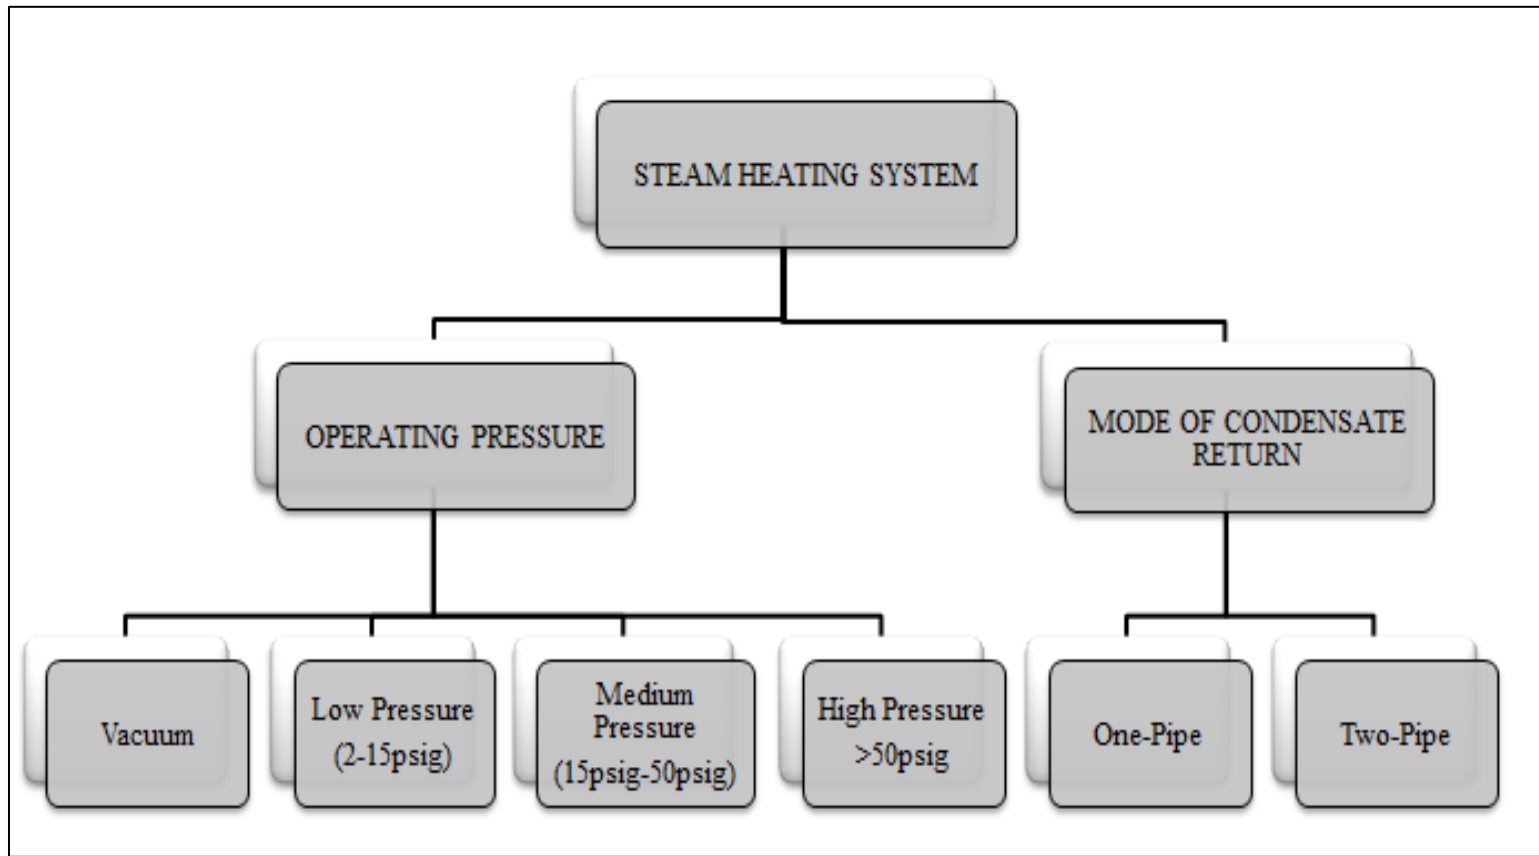 STEAM HEATING SYSTEM
OPERATING PRESSURE
MODE OF CONDENSATE
RETURN
Vacuum
Low Pressure
(2-15psig)
Medium
Pressure
(15psig-50psig)
High Pressure
>50psig
One-Pipe
Two-Pipe